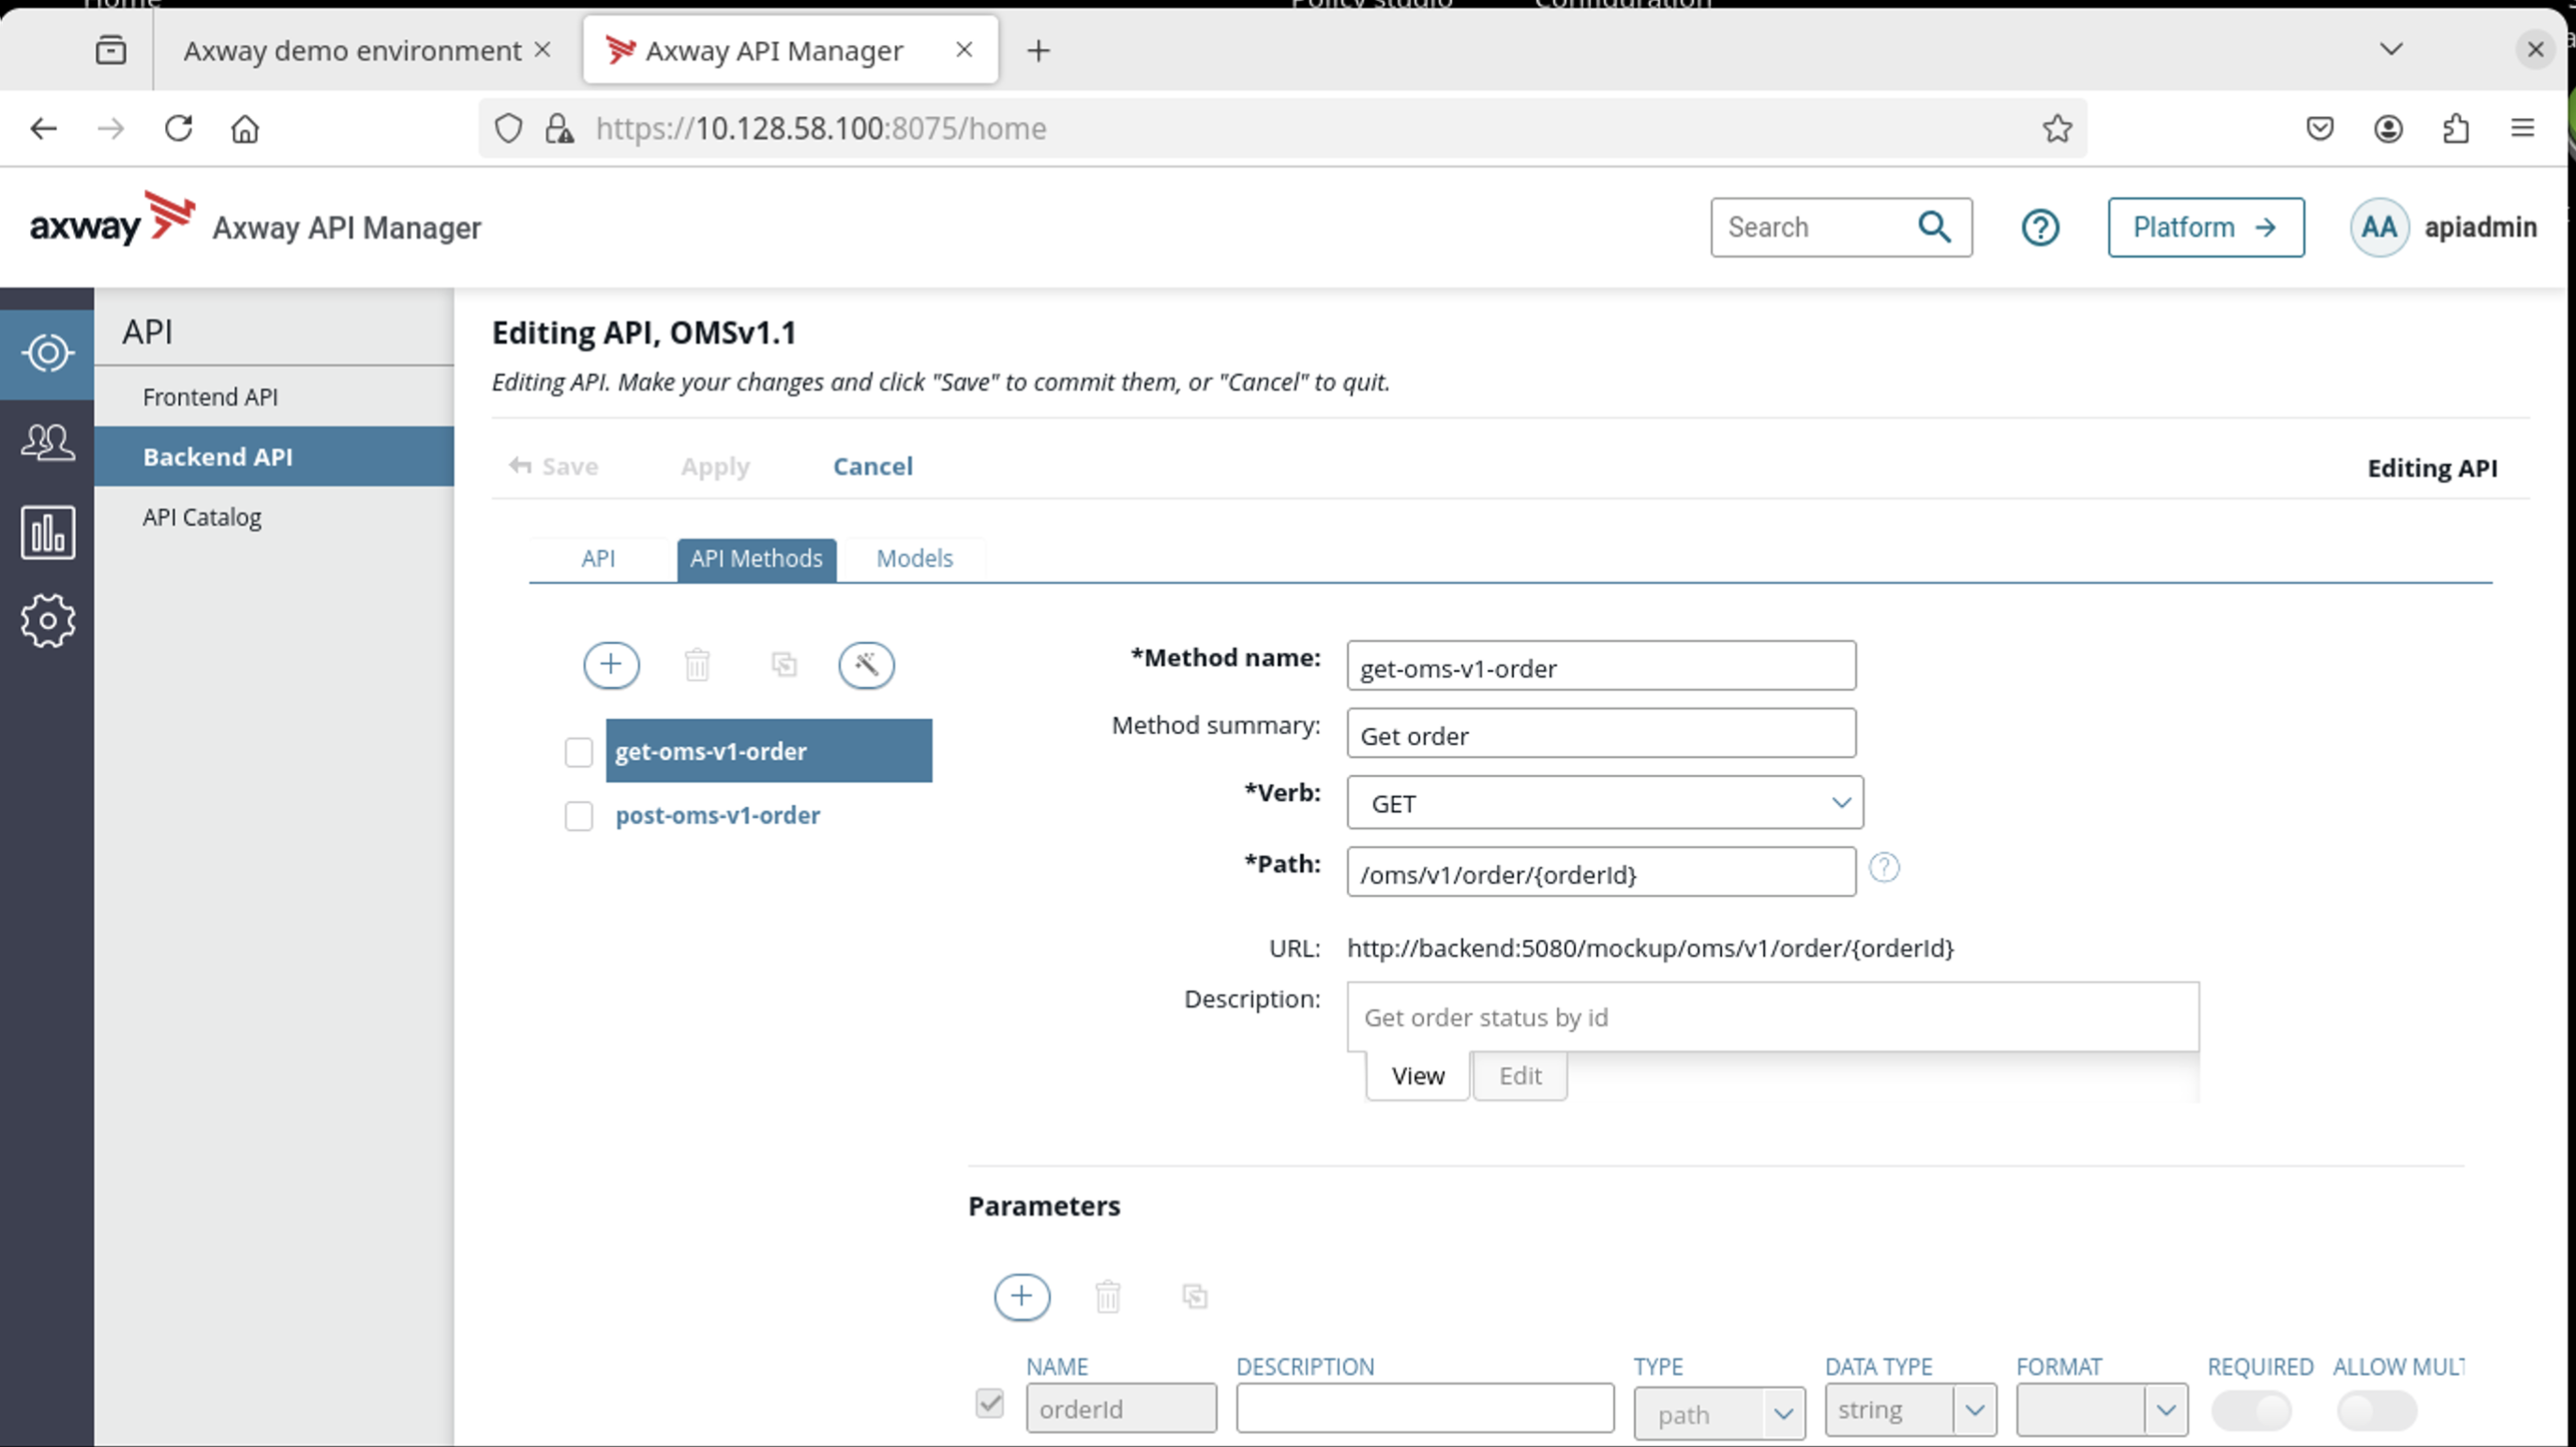 Home Policy studio Configuration
Axway demo environment
Axway API Manager
https://10.128.58.100:8075/home
axway Axway API Manager
Search
Platform
AA apiadmin
API
Frontend API
Backend API
API Catalog
Editing API, OMSv1.1
Editing API. Make your changes and click "Save" to commit them, or "Cancel" to quit.
Save Apply Cancel
Editing API
API API Methods Models
get-oms-v1-order
post-oms-v1-order
*Method name: get-oms-v1-order
Method summary: Get order
*Verb: GET
*Path: /oms/v1/order/{orderId} ?
URL: http://backend:5080/mockup/oms/v1/order/{orderId}
Description: Get order status by id
View Edit
Parameters
NAME DESCRIPTION TYPE DATA TYPE FORMAT REQUIRED ALLOW MULT
orderId path string